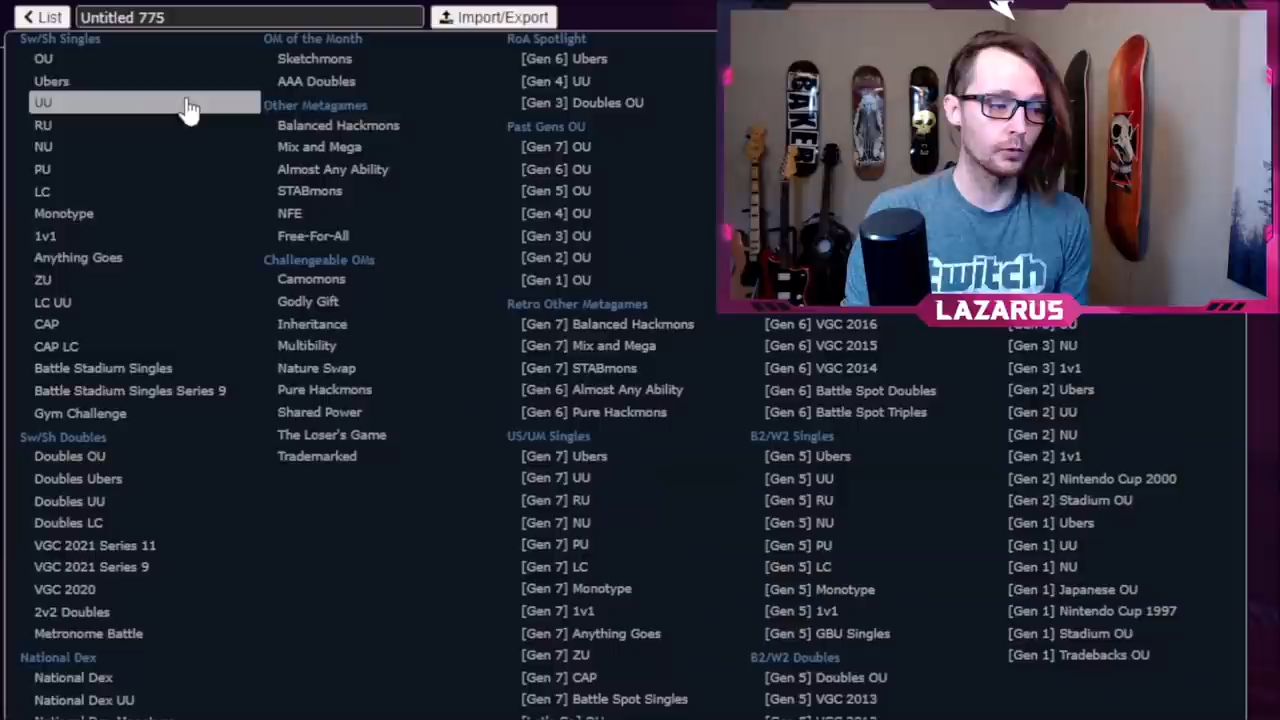 List
Untitled 775
Import/Export
Sw/Sh Singles
OU
Ubers
UU
RU
NU
PU
LC
Monotype
1v1
Anything Goes
ZU
LC UU
CAP
CAP LC
Battle Stadium Singles
Battle Stadium Singles Series 9
Gym Challenge
Sw/Sh Doubles
Doubles OU
Doubles Ubers
Doubles UU
Doubles LC
VGC 2021 Series 11
VGC 2021 Series 9
VGC 2020
2v2 Doubles
Metronome Battle
National Dex
National Dex
National Dex UU
OM of the Month
Sketchmons
AAA Doubles
Other Metagames
Balanced Hackmons
Mix and Mega
Almost Any Ability
STABmons
NFE
Free-For-All
Challengeable OMs
Camomons
Godly Gift
Inheritance
Multibility
Nature Swap
Pure Hackmons
Shared Power
The Loser's Game
Trademarked
RoA Spotlight
[Gen 6] Ubers
[Gen 4] UU
[Gen 3] Doubles OU
Past Gens OU
[Gen 7] OU
[Gen 6] OU
[Gen 5] OU
[Gen 4] OU
[Gen 3] OU
[Gen 2] OU
[Gen 1] OU
Retro Other Metagames
[Gen 7] Balanced Hackmons
[Gen 7] Mix and Mega
[Gen 7] STABmons
[Gen 6] Almost Any Ability
[Gen 6] Pure Hackmons
US/UM Singles
[Gen 7] Ubers
[Gen 7] UU
[Gen 7] RU
[Gen 7] NU
[Gen 7] PU
[Gen 7] LC
[Gen 7] Monotype
[Gen 7] 1v1
[Gen 7] Anything Goes
[Gen 7] ZU
[Gen 7] CAP
[Gen 7] Battle Spot Singles
[Gen 6] VGC 2016
[Gen 6] VGC 2015
[Gen 6] VGC 2014
[Gen 6] Battle Spot Doubles
[Gen 6] Battle Spot Triples
B2/W2 Singles
[Gen 5] Ubers
[Gen 5] UU
[Gen 5] RU
[Gen 5] NU
[Gen 5] PU
[Gen 5] LC
[Gen 5] Monotype
[Gen 5] 1v1
[Gen 5] GBU Singles
B2/W2 Doubles
[Gen 5] Doubles OU
[Gen 5] VGC 2013
[Gen 3] NU
[Gen 3] 1v1
[Gen 2] Ubers
[Gen 2] UU
[Gen 2] NU
[Gen 2] 1v1
[Gen 2] Nintendo Cup 2000
[Gen 2] Stadium OU
[Gen 1] Ubers
[Gen 1] UU
[Gen 1] NU
[Gen 1] Japanese OU
[Gen 1] Nintendo Cup 1997
[Gen 1] Stadium OU
[Gen 1] Tradebacks OU
twitch
LAZARUS